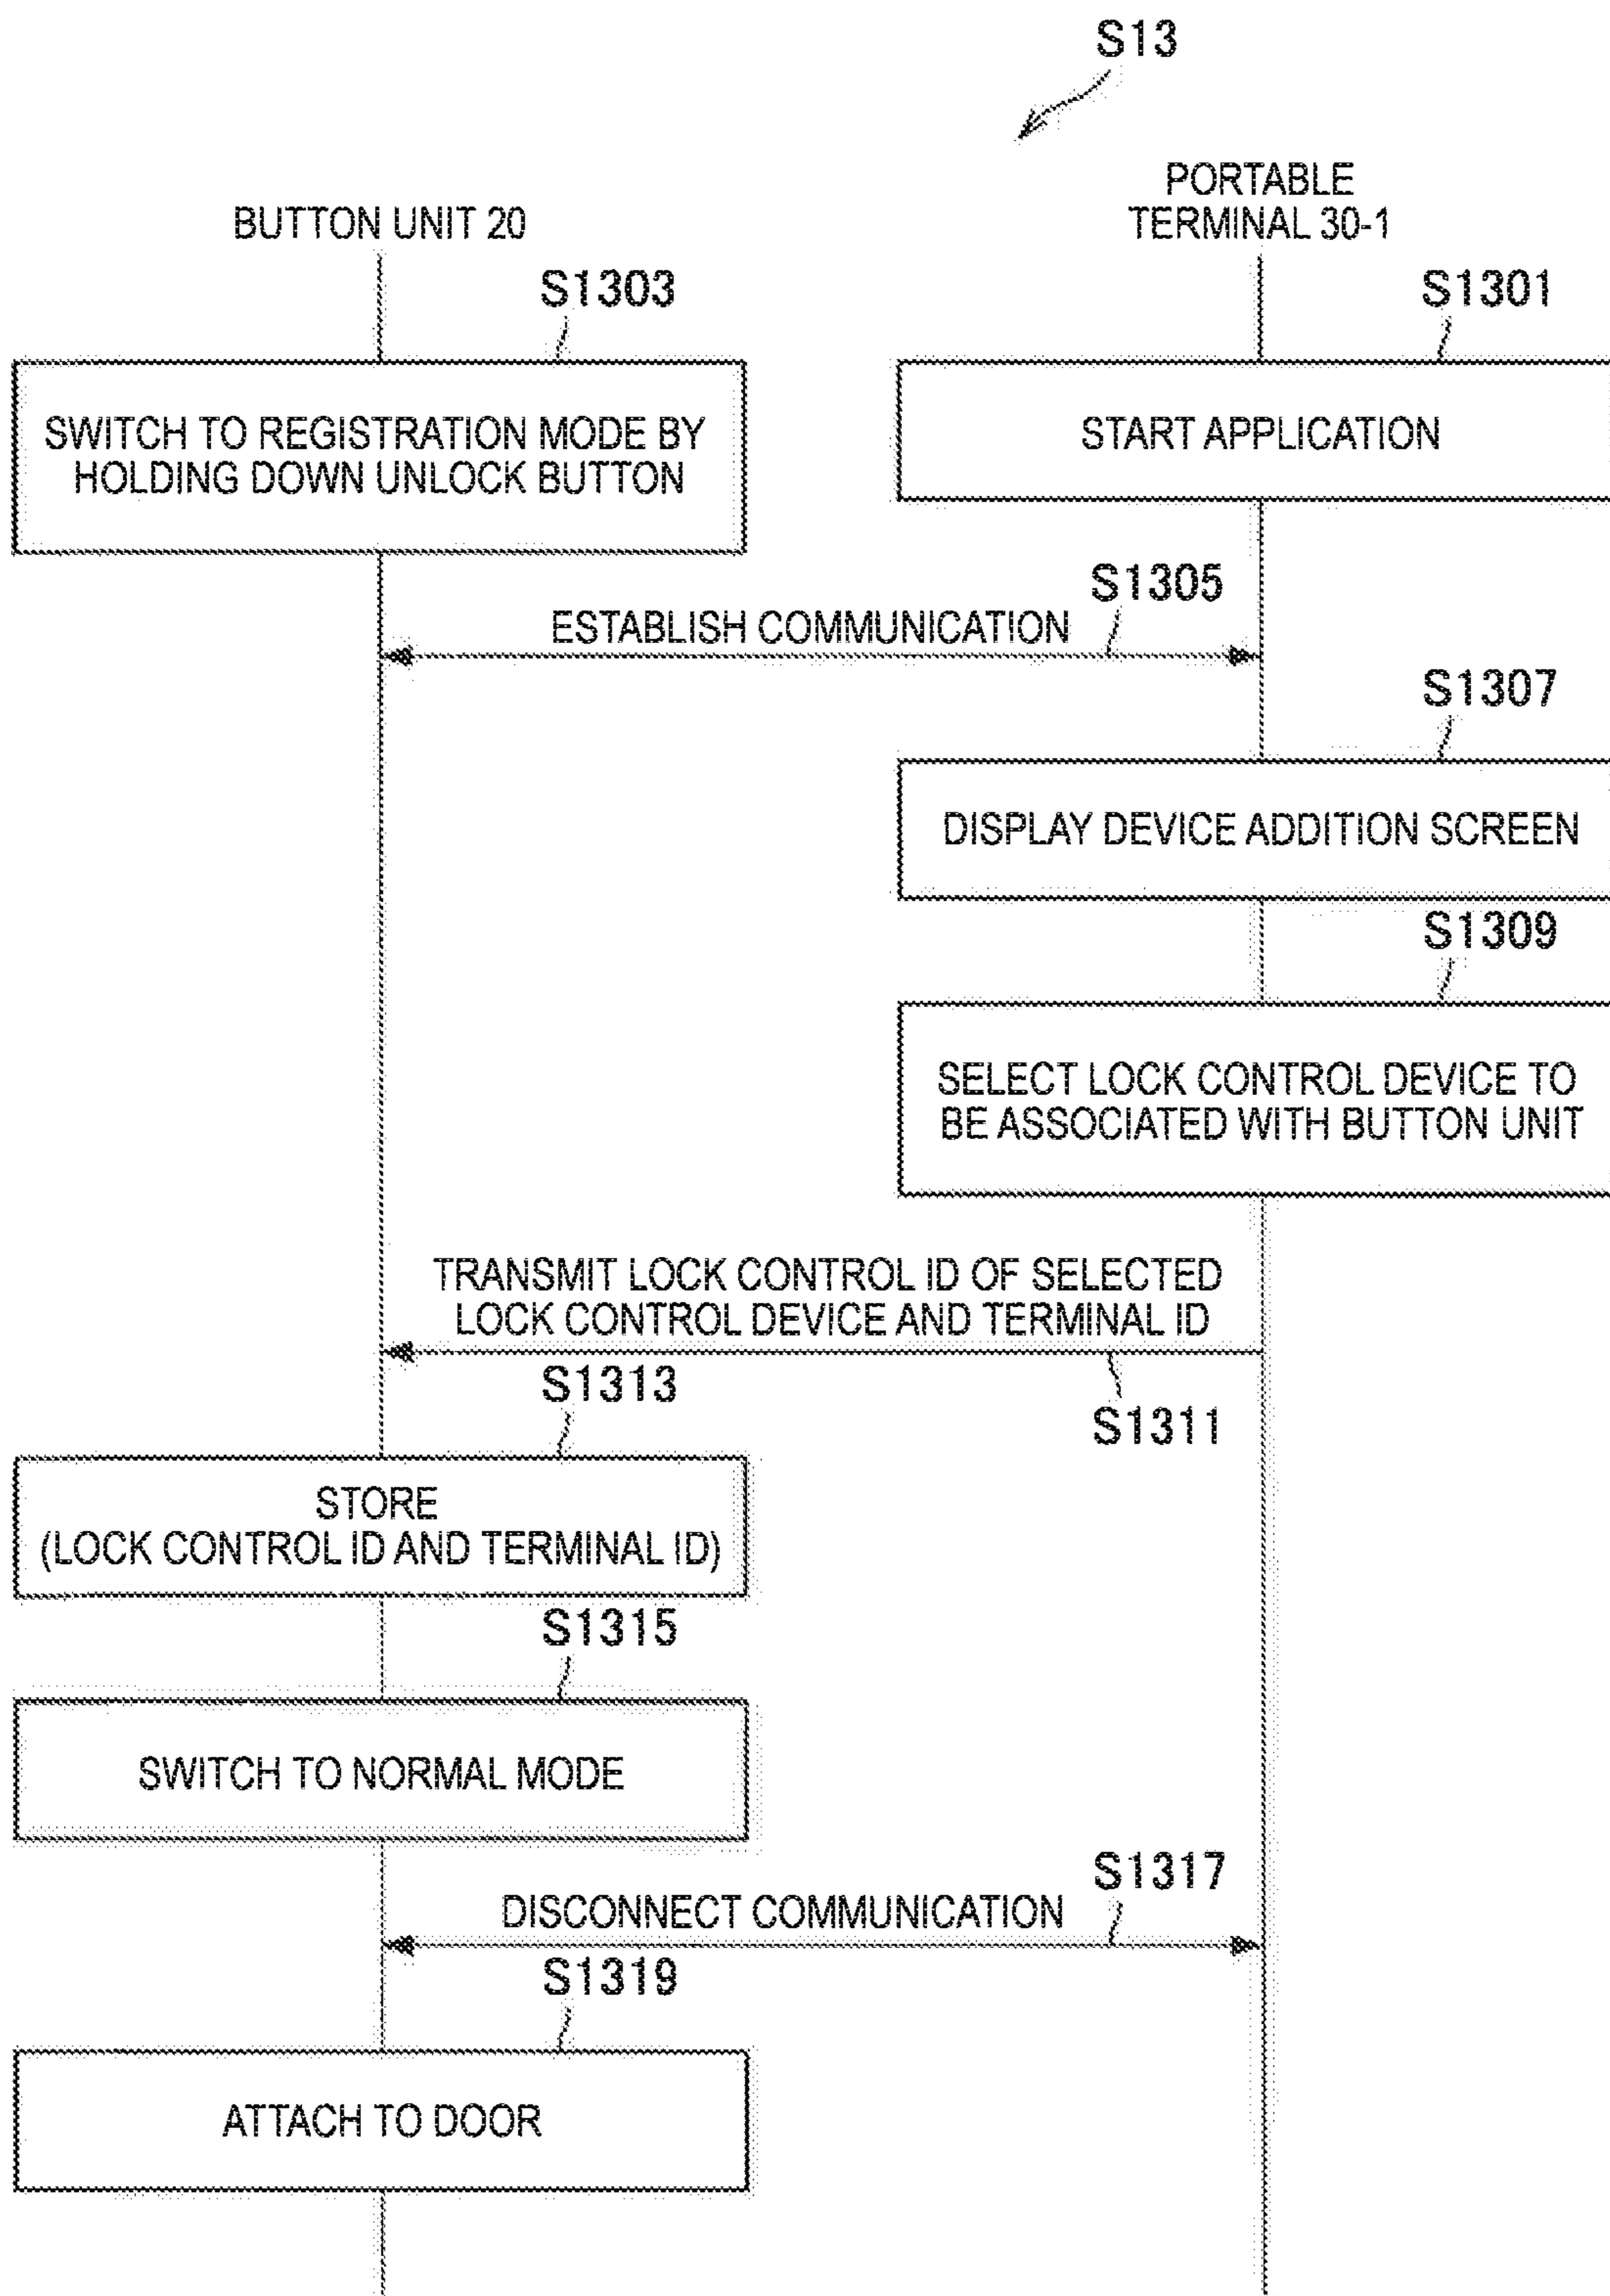 S13
BUTTON UNIT 20
PORTABLE
TERMINAL 30-1
S1303
S1301
SWITCH TO REGISTRATION MODE BY
HOLDING DOWN UNLOCK BUTTON
START APPLICATION
S1305
ESTABLISH COMMUNICATION
S1307
DISPLAY DEVICE ADDITION SCREEN
S1309
SELECT LOCK CONTROL DEVICE TO
BE ASSOCIATED WITH BUTTON UNIT
TRANSMIT LOCK CONTROL ID OF SELECTED
LOCK CONTROL DEVICE AND TERMINAL ID
S1313
S1311
STORE
(LOCK CONTROL ID AND TERMINAL ID)
S1315
SWITCH TO NORMAL MODE
S1317
DISCONNECT COMMUNICATION
S1319
ATTACH TO DOOR